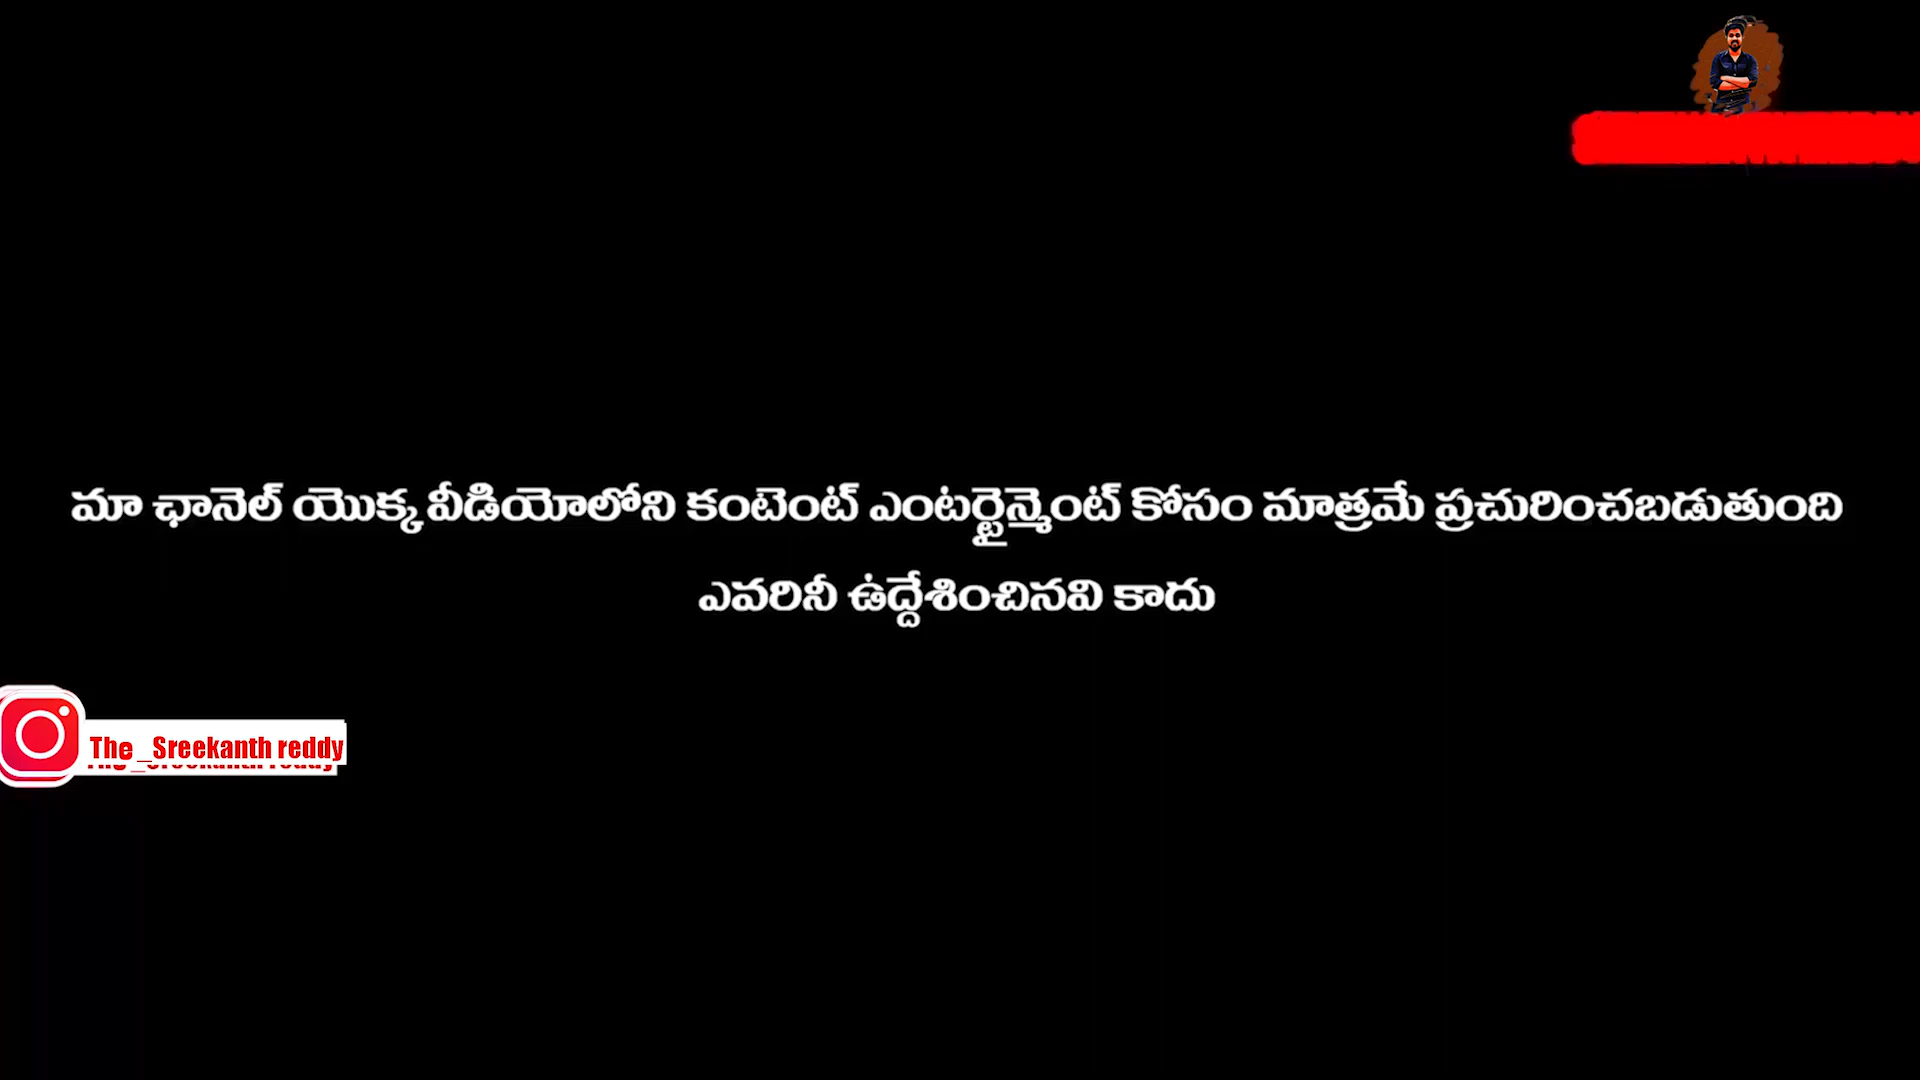 మా ఛానెల్ యొక్క వీడియోలోని కంటెంట్ ఎంటర్టైన్మెంట్ కోసం మాత్రమే ప్రచురించబడుతుంది
ఎవరినీ ఉద్దేశించినవి కాదు
The _Sreekanth reddy